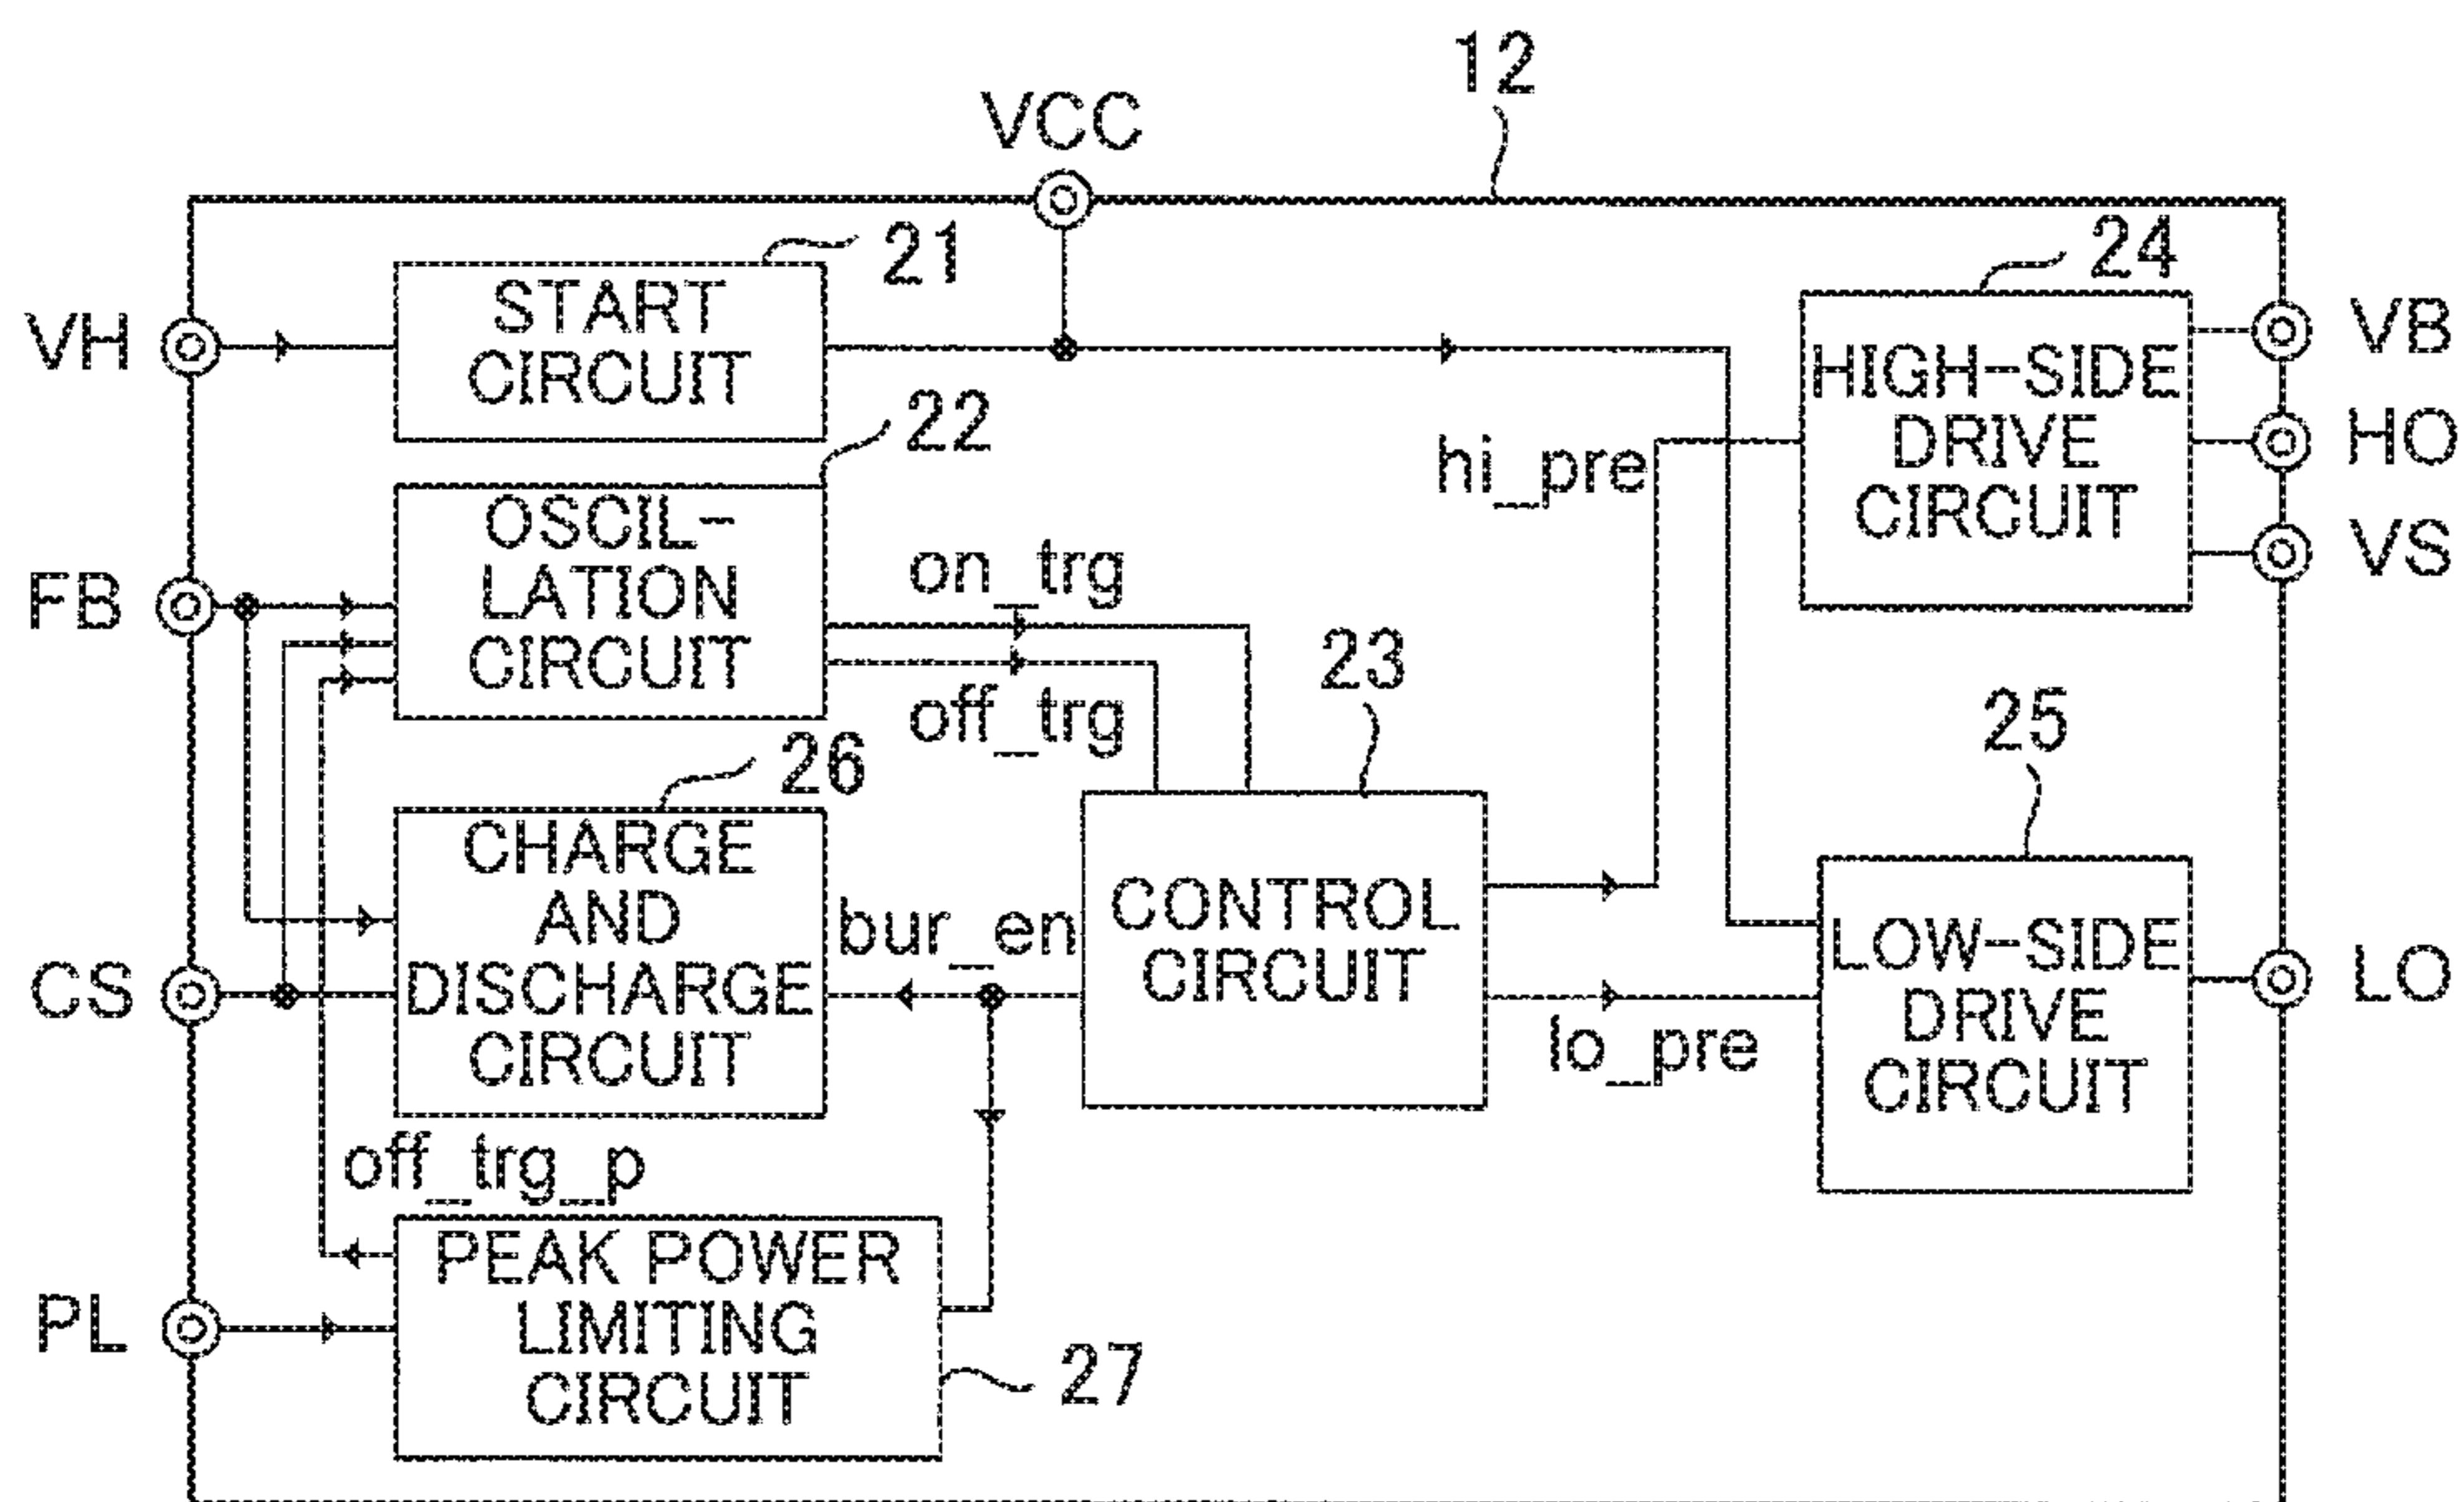 12
VCC
21
24
VH
START
CIRCUIT
VB
HIGH-SIDE
DRIVE
CIRCUIT
HO
VS
22
hi_pre
FB
OSCIL-
LATION
CIRCUIT
on_trg
off_trg
23
25
26
CHARGE
AND
DISCHARGE
CIRCUIT
bur_en
CONTROL
CIRCUIT
LOW-SIDE
DRIVE
CIRCUIT
CS
LO
lo_pre
off_trg_p
PEAK POWER
LIMITING
CIRCUIT
PL
27